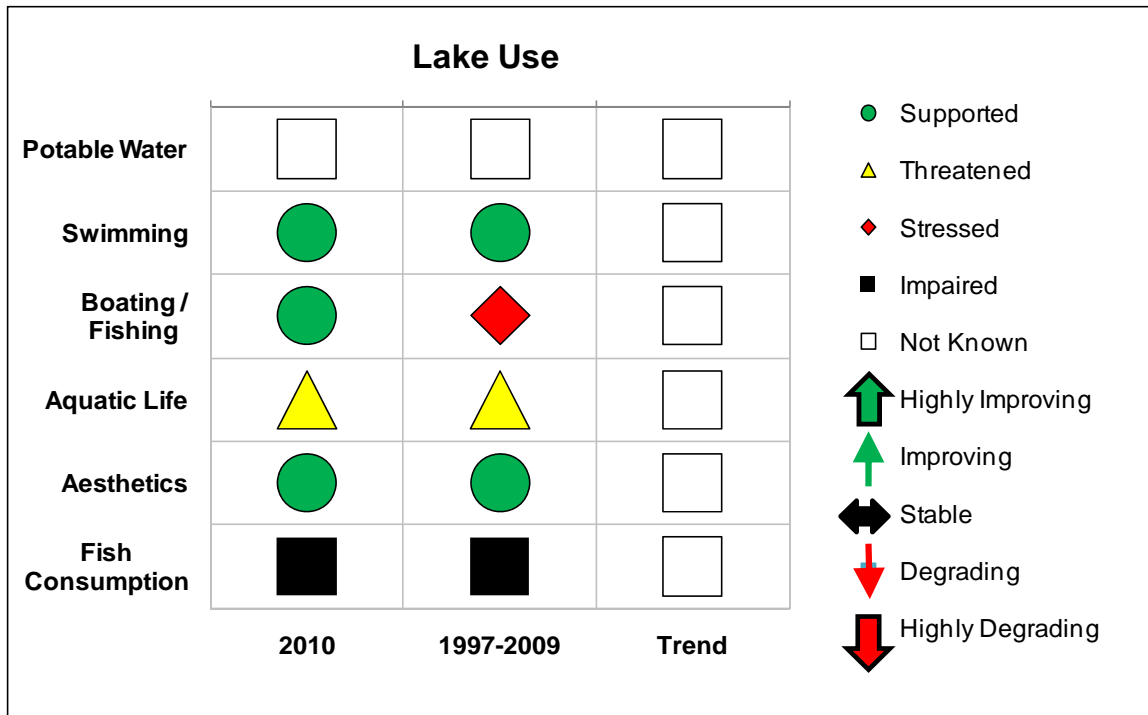 Lake Use
Potable Water
Swimming
Boating /
Fishing
Aquatic Life
Aesthetics
Fish
Consumption
2010
1997-2009
Trend
Supported
Threatened
Stressed
Impaired
Not Known
Highly Improving
Improving
Stable
Degrading
Highly Degrading